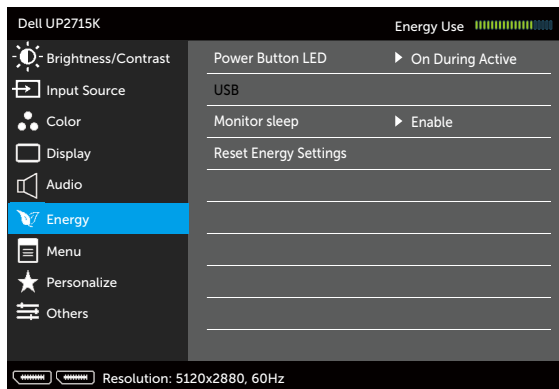 Dell UP2715K
Energy Use
Brightness/Contrast
Power Button LED
On During Active
Input Source
USB
Color
Monitor sleep
Enable
Display
Reset Energy Settings
Audio
Energy
Menu
Personalize
Others
Resolution: 5120x2880, 60Hz